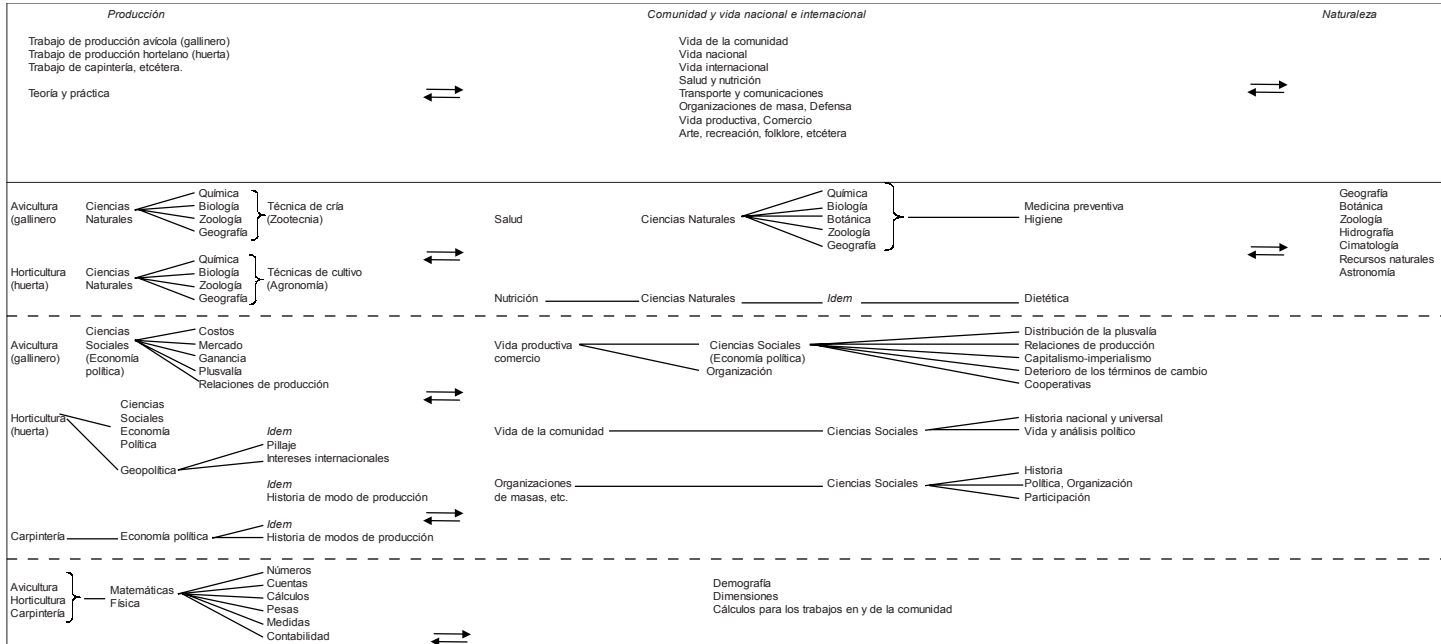 Producción
Comunidad y vida nacional e internacional
Naturaleza
Trabajo de producción avícola (gallinero)
Trabajo de producción hortelano (huerta)
Trabajo de capintería, etcétera.
Teoría y práctica
Vida de la comunidad
Vida nacional
Vida internacional
Salud y nutrición
Transporte y comunicaciones
Organizaciones de masa, Defensa
Vida productiva, Comercio
Arte, recreación, folklore, etcétera
Avicultura
(gallinero
Ciencias
Naturales
Química
Biología
Zoología
Geografía
Técnica de cría
(Zootecnia)
Horticultura
(huerta)
Ciencias
Naturales
Química
Biología
Zoología
Geografía
Técnicas de cultivo
(Agronomía)
Salud
Ciencias Naturales
Química
Biología
Botánica
Zoología
Geografía
Medicina preventiva
Higiene
Nutrición
Ciencias Naturales
Idem
Dietética
Geografía
Botánica
Zoología
Hidrografía
Cimatología
Recursos naturales
Astronomía
Avicultura
(gallinero)
Ciencias
Sociales
(Economía
política)
Costos
Mercado
Ganancia
Plusvalía
Relaciones de producción
Horticultura
(huerta)
Ciencias
Sociales
Economía
Política
Geopolítica
Idem
Pillaje
Intereses internacionales
Idem
Historia de modo de producción
Carpintería
Economía política
Idem
Historia de modos de producción
Vida productiva
comercio
Ciencias Sociales
(Economía política)
Organización
Distribución de la plusvalía
Relaciones de producción
Capitalismo-imperialismo
Deterioro de los términos de cambio
Cooperativas
Vida de la comunidad
Ciencias Sociales
Historia nacional y universal
Vida y análisis político
Organizaciones
de masas, etc.
Ciencias Sociales
Historia
Política, Organización
Participación
Avicultura
Horticultura
Carpintería
Matemáticas
Física
Números
Cuentas
Cálculos
Pesas
Medidas
Contabilidad
Demografía
Dimensiones
Cálculos para los trabajos en y de la comunidad